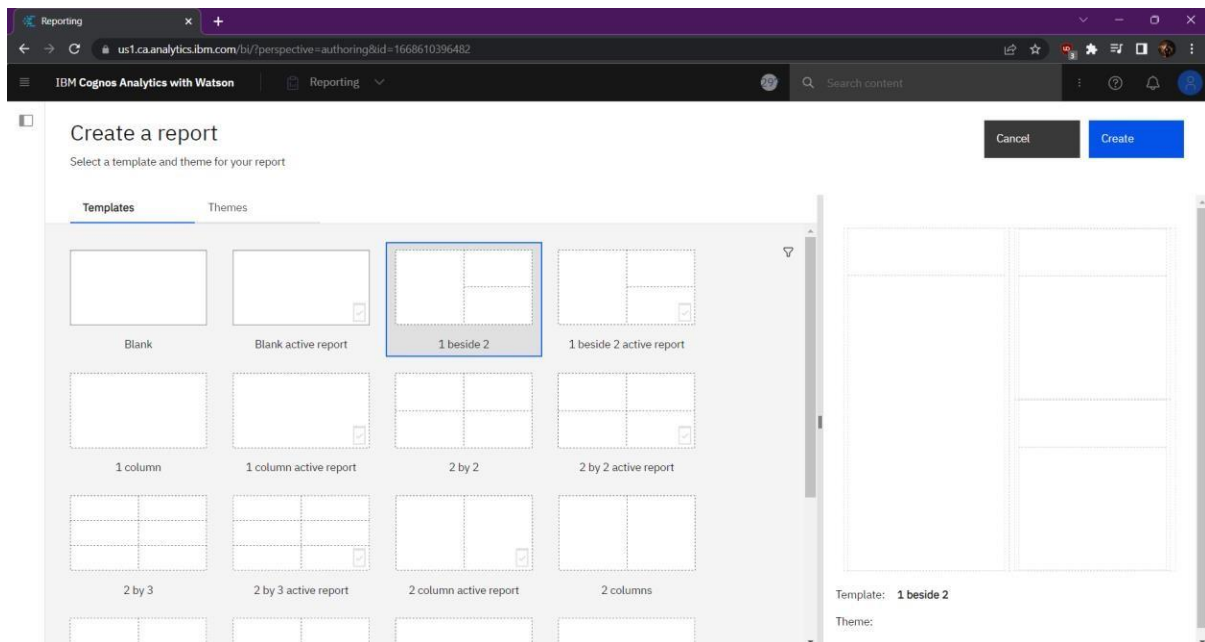 Reporting
us1.ca.analytics.ibm.com/bi/?perspective=authoring&id=1668610396482
3
IBM Cognos Analytics with Watson
Reporting
29'
Search content
Create a report
Cancel
Create
Select a template and theme for your report
Templates
Themes
Blank
Blank active report
1 beside 2
1 beside 2 active report
1 column
1 column active report
2 by 2
2 by 2 active report
2 by 3
2 by 3 active report
2 column active report
2 columns
Template: 1 beside 2
Theme: